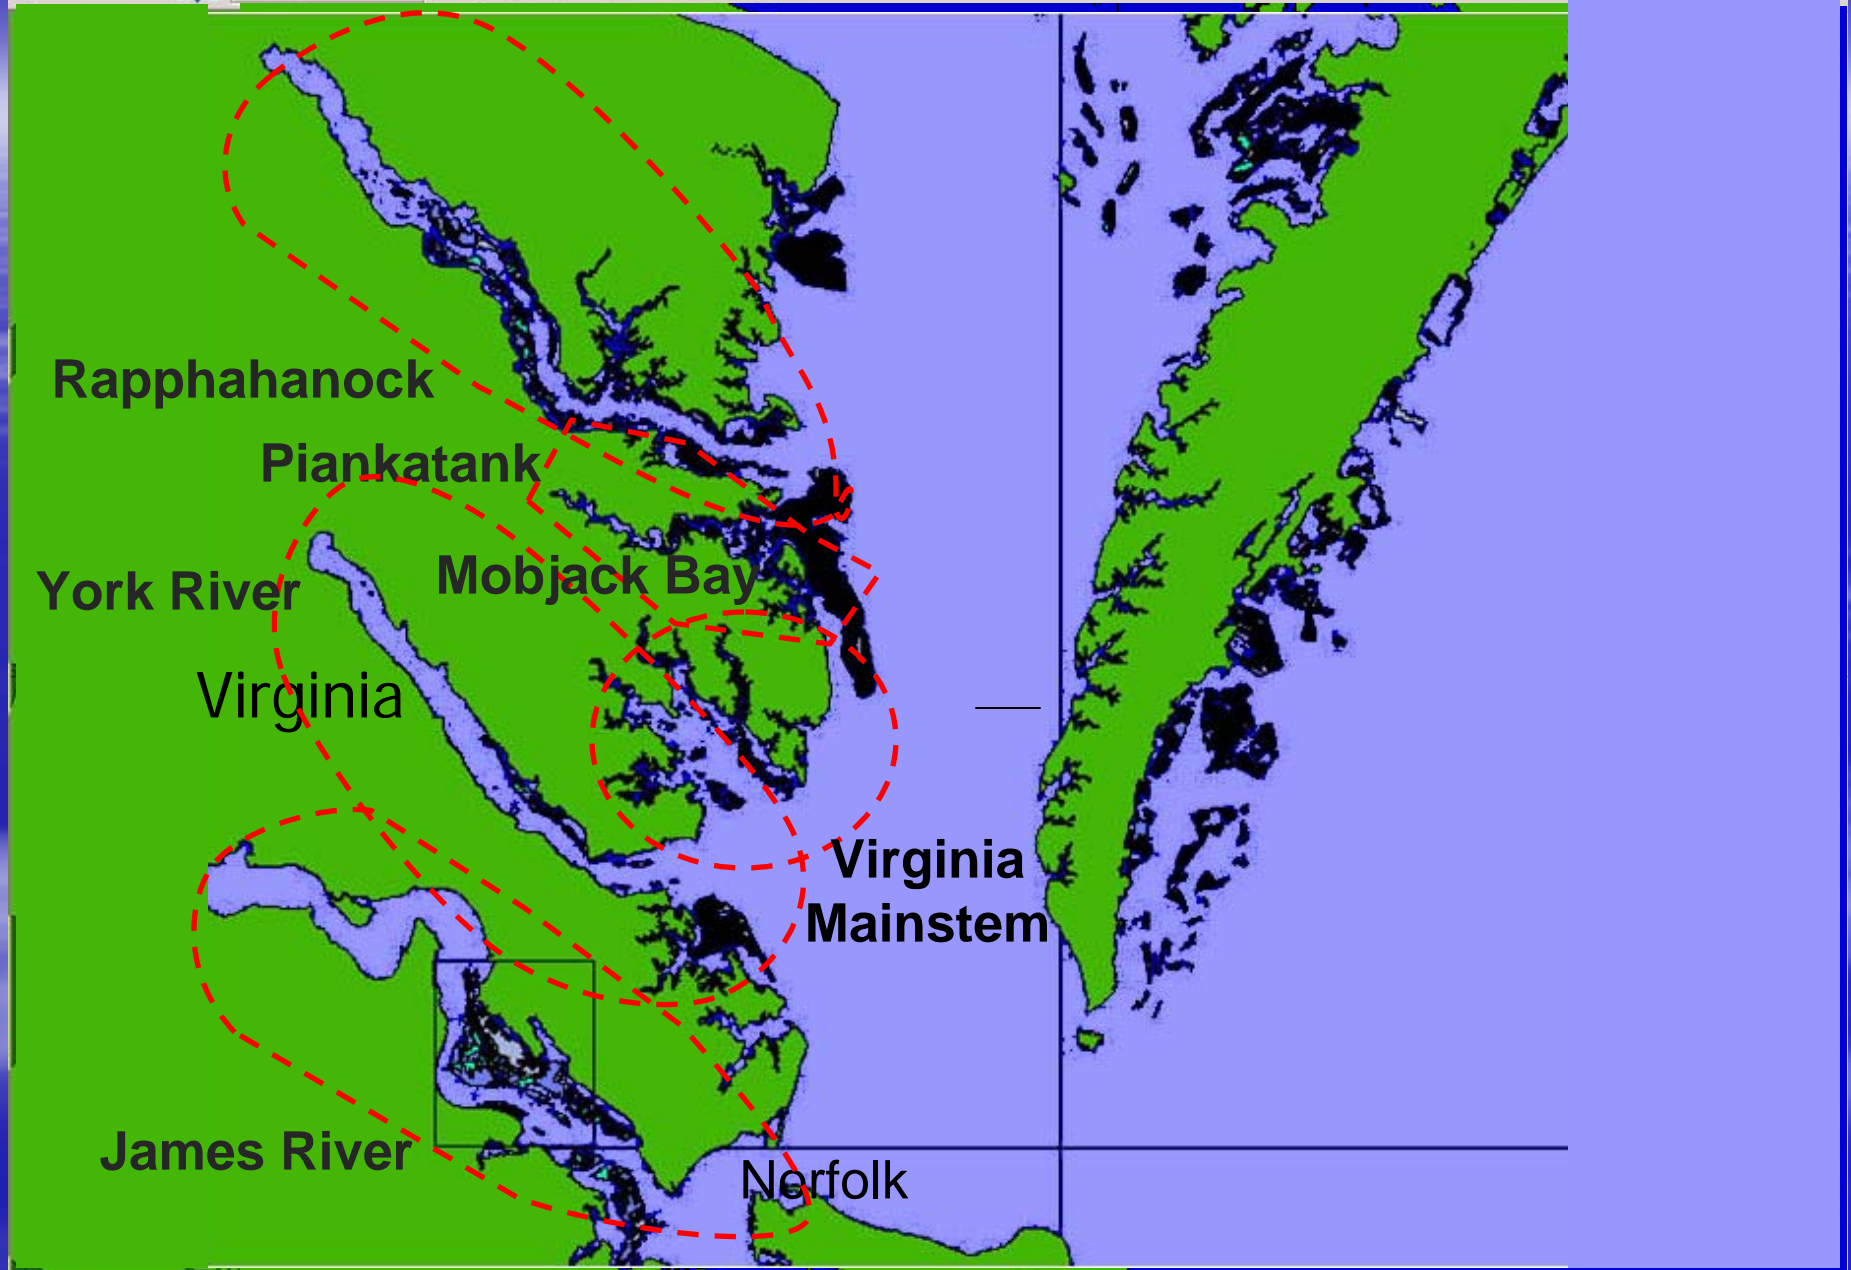 Rapphahanock
Piankatank
Mobjack Bay
York River
Virginia
Virginia
Mainstem
James River
Norfolk